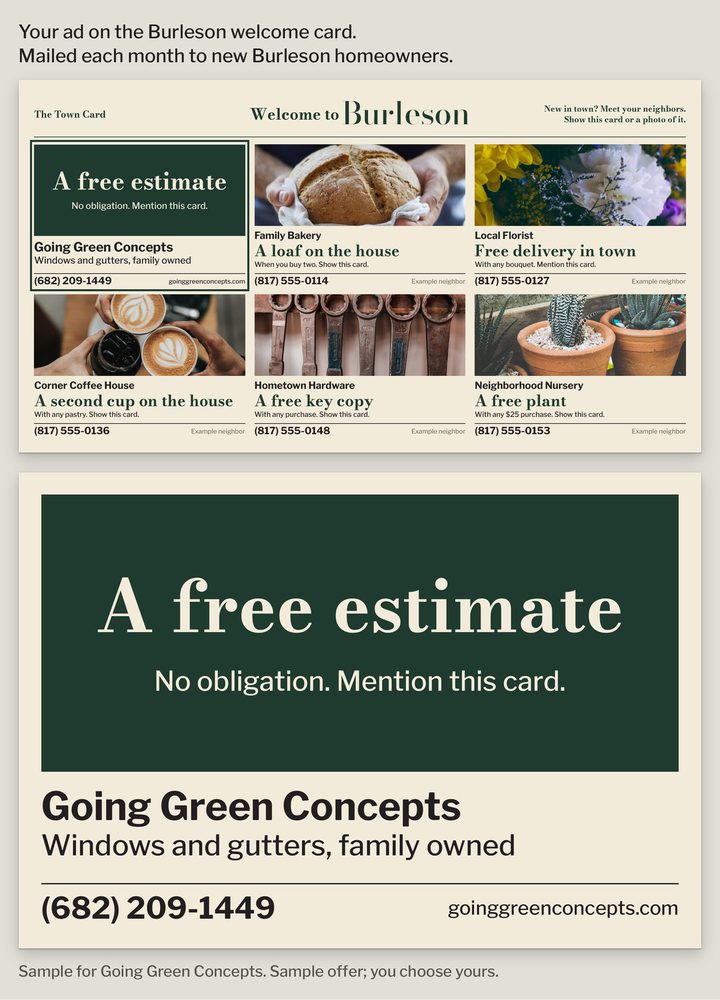 Your ad on the Burleson welcome card.
Mailed each month to new Burleson homeowners.
The Town Card
Welcome to Burleson
New in town? Meet your neighbors.
Show this card or a photo of it.
A free estimate
No obligation. Mention this card.
Going Green Concepts
Windows and gutters, family owned
(682) 209-1449
goinggreenconcepts.com
Family Bakery
A loaf on the house
When you buy two. Show this card.
(817) 555-0114
Example neighbor
Local Florist
Free delivery in town
With any bouquet. Mention this card.
(817) 555-0127
Example neighbor
Corner Coffee House
A second cup on the house
With any pastry. Show this card.
(817) 555-0136
Example neighbor
Hometown Hardware
A free key copy
With any purchase. Show this card.
(817) 555-0148
Example neighbor
Neighborhood Nursery
A free plant
With any $25 purchase. Show this card.
(817) 555-0153
Example neighbor
A free estimate
No obligation. Mention this card.
Going Green Concepts
Windows and gutters, family owned
(682) 209-1449
goinggreenconcepts.com
Sample for Going Green Concepts. Sample offer; you choose yours.